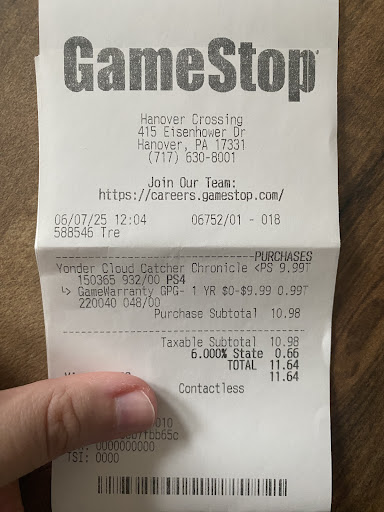 GameStop
Hanover Crossing
415 Eisenhower Dr
Hanover, PA 17331
(717) 630-8001
Join Our Team:
https://careers.gamestop.com/
06/07/25 12:04 06752/01 - 018
588546 Tre
PURCHASES
Yonder Cloud Catcher Chronicle <PS 9.99T
150365 932/00 PS4
↳ GameWarranty GPG- 1 YR $0-$9.99 0.99T
220040 048/00
Purchase Subtotal 10.98
Taxable Subtotal 10.98
6.000% State 0.66
TOTAL 11.64
11.64
Contactless
0000000000
TSI: 0000